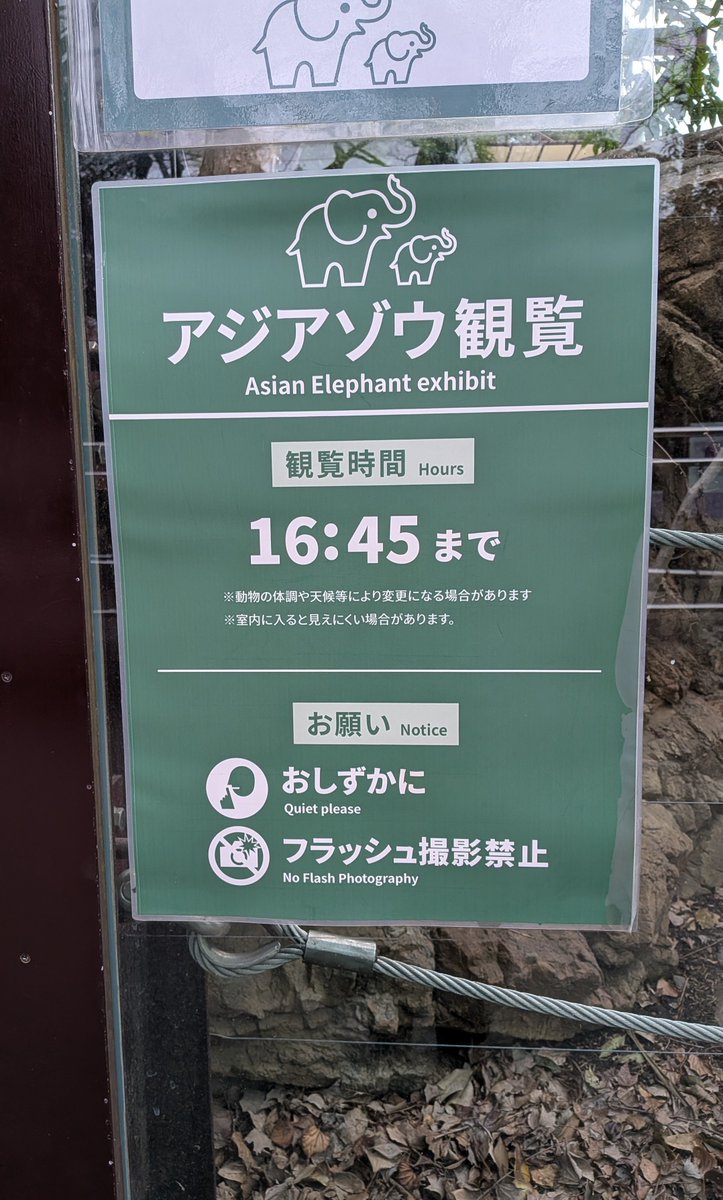 アジアゾウ観覧
Asian Elephant exhibit
観覧時間 Hours
16:45 まで
※動物の体調や天候等により変更になる場合があります
※室内に入ると見えにくい場合があります。
お願い Notice
おしずかに
Quiet please
フラッシュ撮影禁止
No Flash Photography